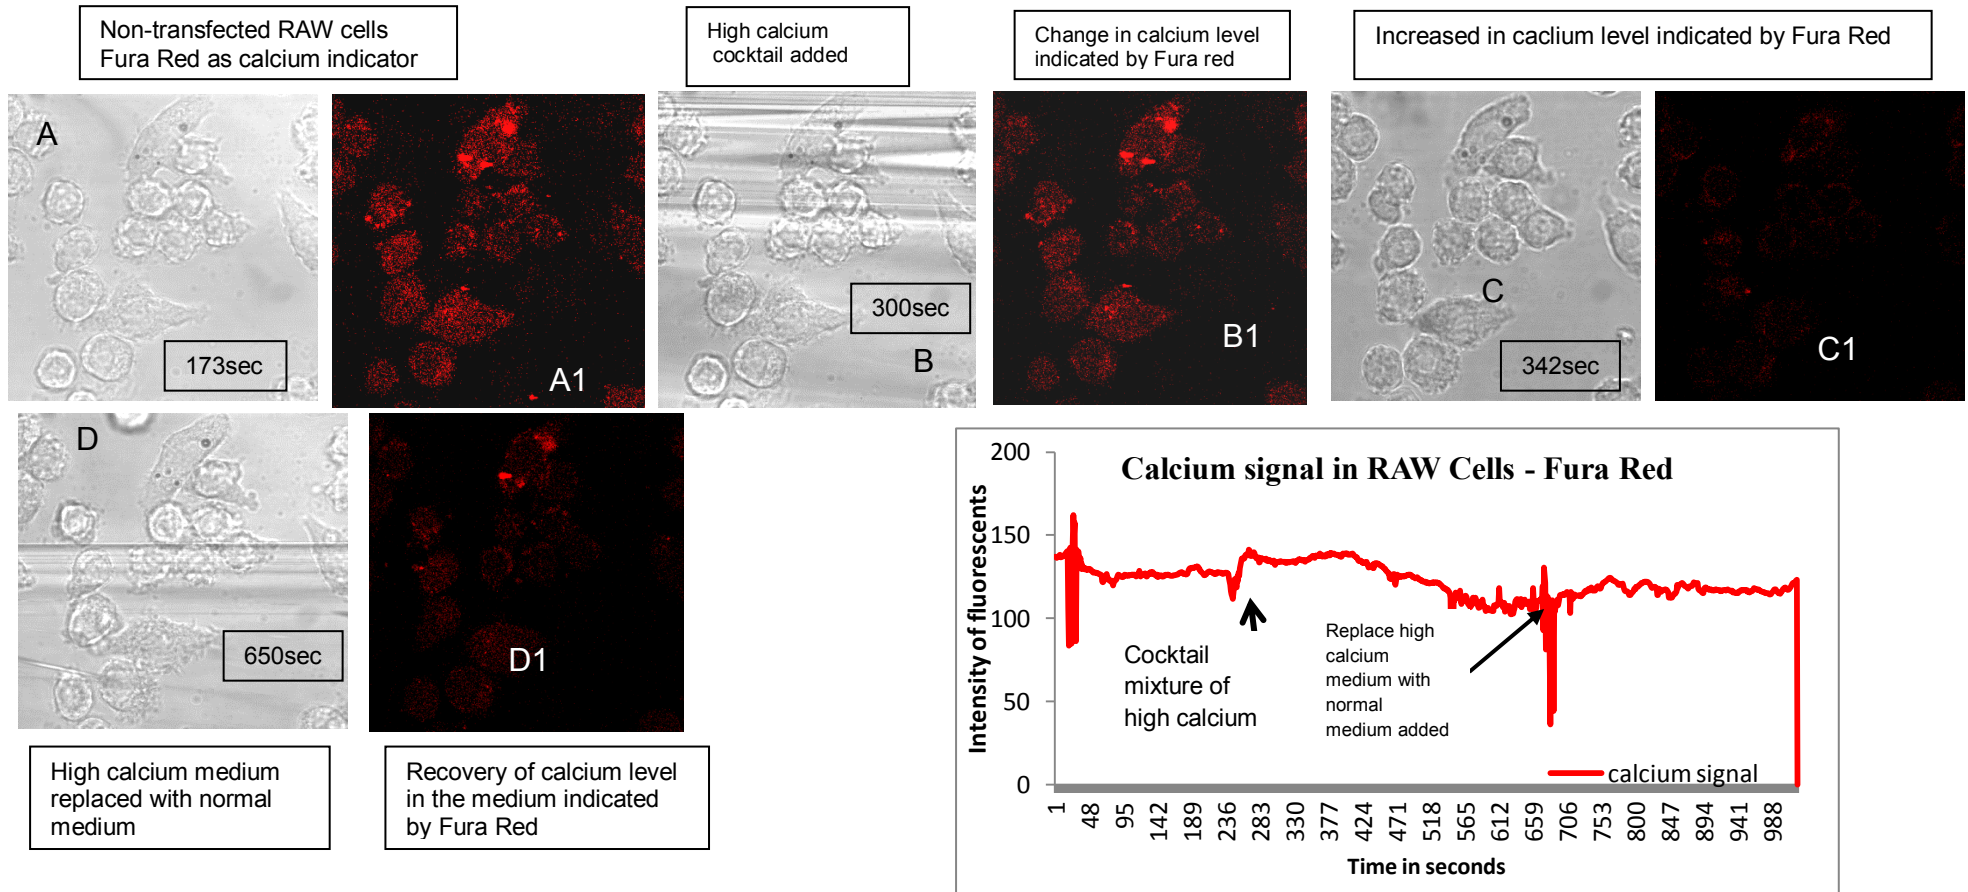 Non-transfected RAW cells
Fura Red as calcium indicator
High calcium
cocktail added
Change in calcium level
indicated by Fura red
Increased in caclium level indicated by Fura Red
A
173sec
A1
300sec
B
B1
C
342sec
C1
D
650sec
D1
High calcium medium
replaced with normal
medium
Recovery of calcium level
in the medium indicated
by Fura Red
Calcium signal in RAW Cells - Fura Red
Intensity of fluorescents
200
150
100
50
0
Cocktail
mixture of
high calcium
Replace high
calcium
medium with
normal
medium added
calcium signal
1 48 95 142 189 236 283 330 377 424 471 518 565 612 659 706 753 800 847 894 941 988
Time in seconds